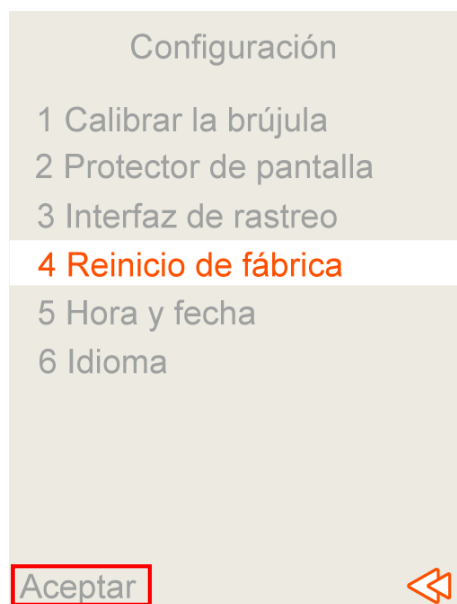 Configuración
1 Calibrar la brújula
2 Protector de pantalla
3 Interfaz de rastreo
4 Reinicio de fábrica
5 Hora y fecha
6 Idioma
Aceptar